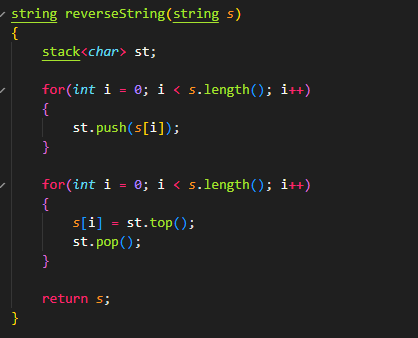 string reverseString(string s)
{
    stack<char> st;

    for(int i = 0; i < s.length(); i++)
    {
        st.push(s[i]);
    }

    for(int i = 0; i < s.length(); i++)
    {
        s[i] = st.top();
        st.pop();
    }

    return s;
}